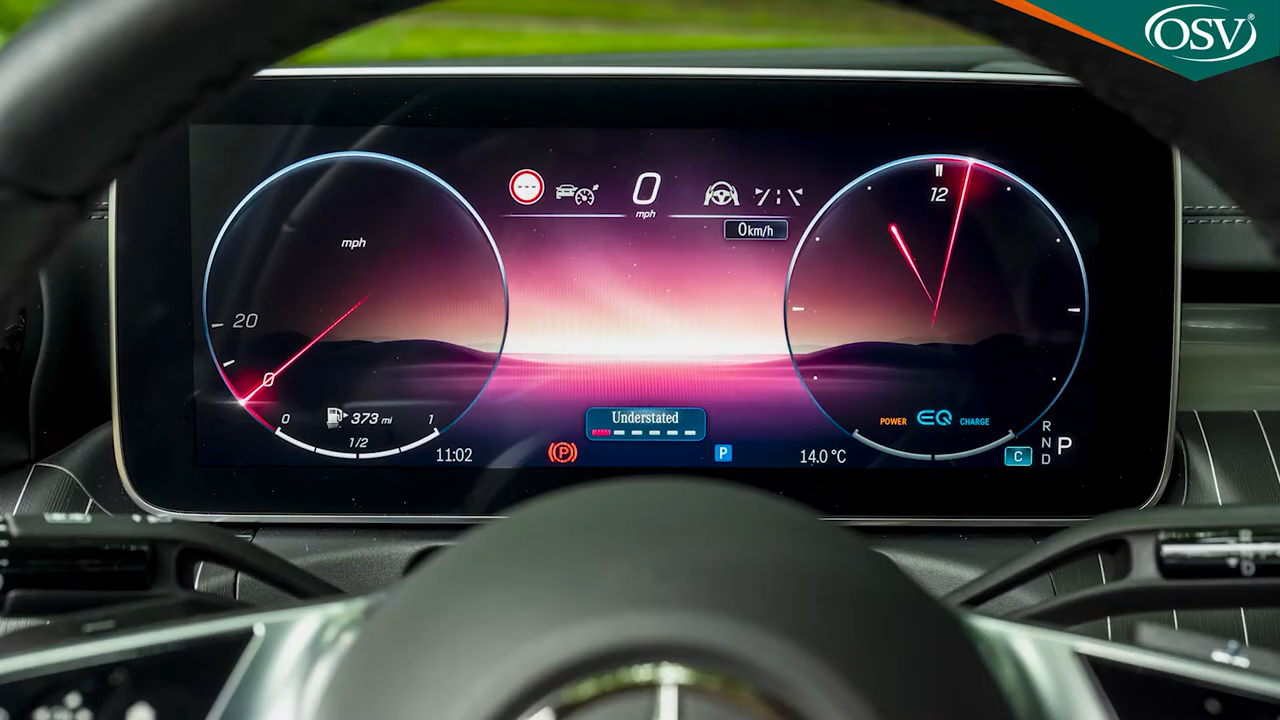 OSV®
0
mph
0km/h
mph
20
0
0
373 mi
1
1/2
12
Understated
POWER
EQ
CHARGE
11:02
P
P
14.0 °C
C
R
N
D
P